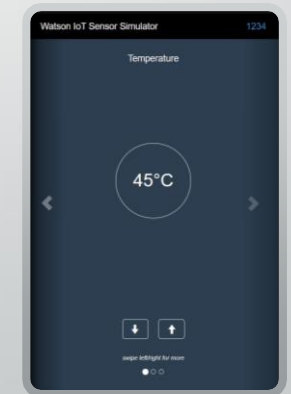 Watson IoT Sensor Simulator 1234
Temperature
45°C
swipe left/right for more